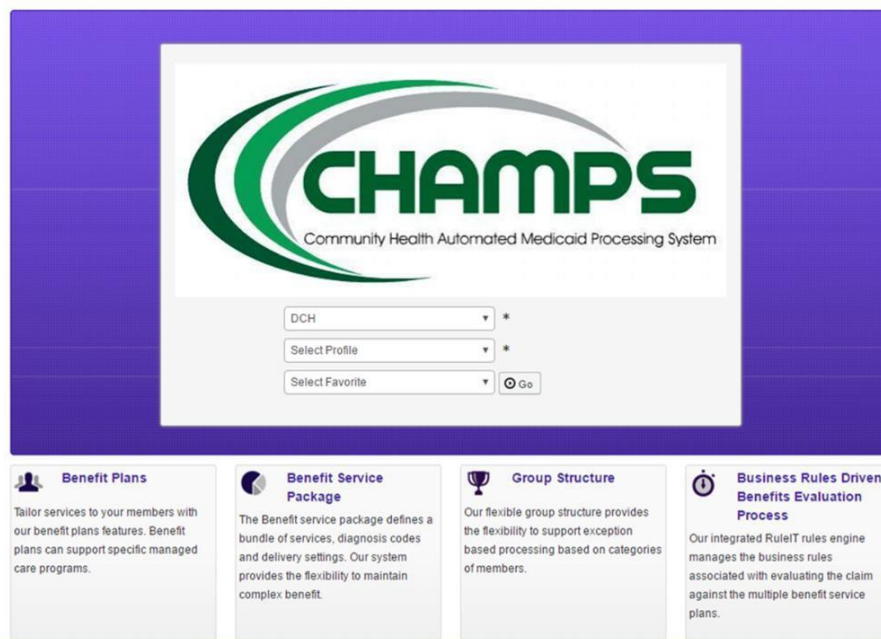 CHAMPS
Community Health Automated Medicaid Processing System
DCH
*
Select Profile
*
Select Favorite
Go
Benefit Plans
Tailor services to your members with
our benefit plans features. Benefit
plans can support specific managed
care programs.
Benefit Service
Package
The Benefit service package defines a
bundle of services, diagnosis codes
and delivery settings. Our system
provides the flexibility to maintain
complex benefit.
Group Structure
Our flexible group structure provides
the flexibility to support exception
based processing based on categories
of members.
Business Rules Driven
Benefits Evaluation
Process
Our integrated RuleIT rules engine
manages the business rules
associated with evaluating the claim
against the multiple benefit service
plans.